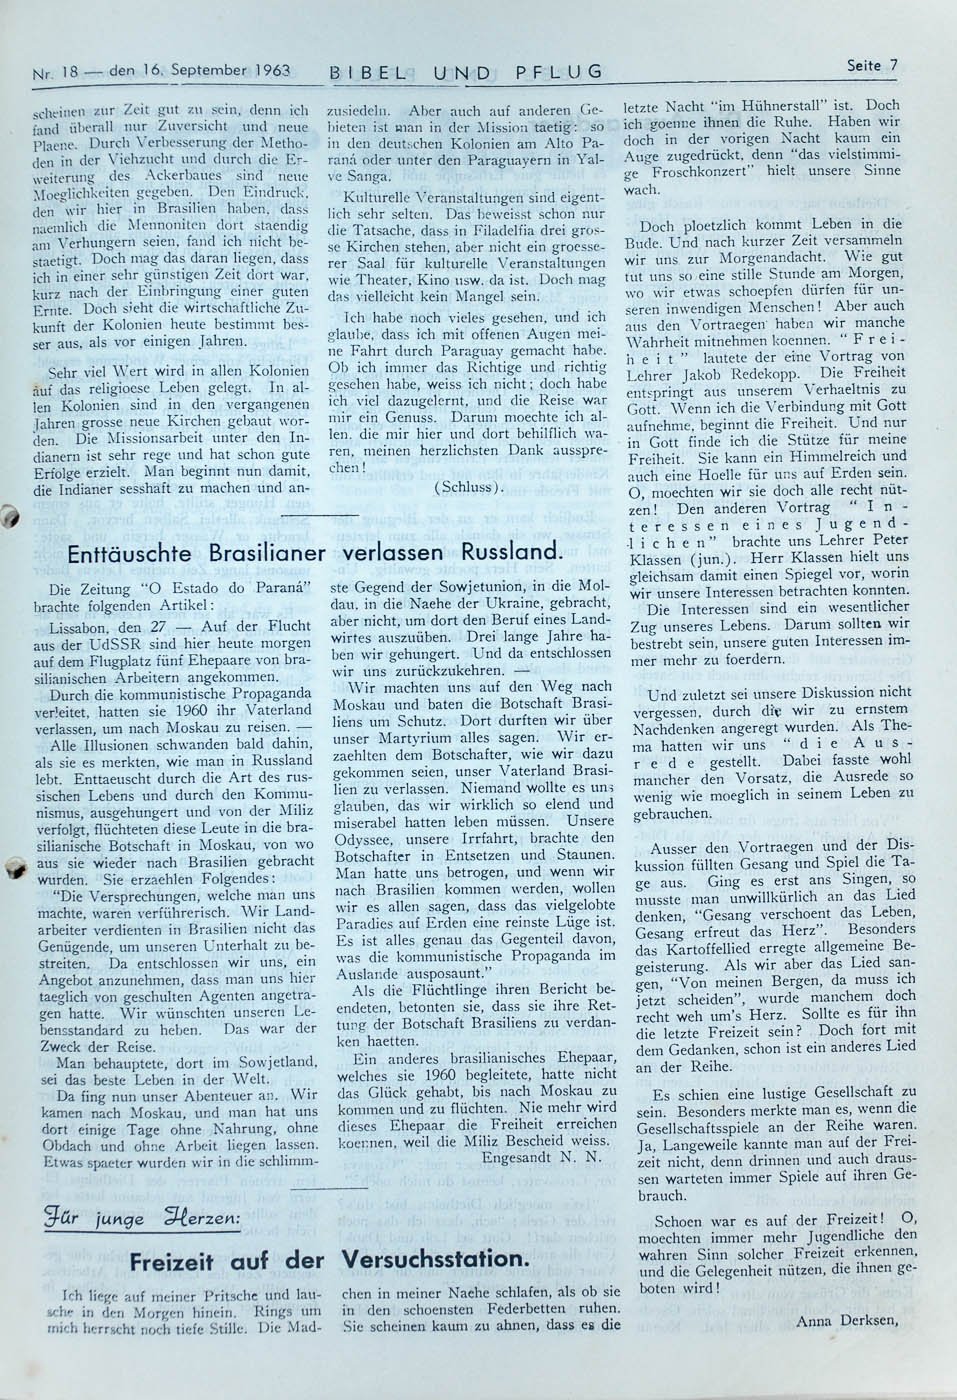 Nr. 18 — den 16. September 1963 BIBEL UND PFLUG Seite 7
scheinen zur Zeit gut zu sein, denn ich
fand überall nur Zuversicht und neue
Plaene. Durch Verbesserung der Metho-
den in der Viehzucht und durch die Er-
weiterung des Ackerbaues sind neue
Moeglichkeiten gegeben. Den Eindruck,
den wir hier in Brasilien haben, dass
naemlich die Mennoniten dort staendig
am Verhungern seien, fand ich nicht be-
staetigt. Doch mag das daran liegen, dass
ich in einer sehr günstigen Zeit dort war,
kurz nach der Einbringung einer guten
Ernte. Doch sieht die wirtschaftliche Zu-
kunft der Kolonien heute bestimmt bes-
ser aus, als vor einigen Jahren.
Sehr viel Wert wird in allen Kolonien
auf das religioese Leben gelegt. In al-
len Kolonien sind in den vergangenen
Jahren grosse neue Kirchen gebaut wor-
den. Die Missionsarbeit unter den In-
dianern ist sehr rege und hat schon gute
Erfolge erzielt. Man beginnt nun damit,
die Indianer sesshaft zu machen und an-
zusiedeln. Aber auch auf anderen Ge-
bieten ist man in der Mission taetig: so
in den deutschen Kolonien am Alto Pa-
raná oder unter den Paraguayern in Yal-
ve Sanga.
Kulturelle Veranstaltungen sind eigent-
lich sehr selten. Das beweisst schon nur
die Tatsache, dass in Filadelfia drei gros-
se Kirchen stehen, aber nicht ein groesse-
rer Saal für kulturelle Veranstaltungen
wie Theater, Kino usw. da ist. Doch mag
das vielleicht kein Mangel sein.
Ich habe noch vieles gesehen, und ich
glaube, dass ich mit offenen Augen mei-
ne Fahrt durch Paraguay gemacht habe.
Ob ich immer das Richtige und richtig
gesehen habe, weiss ich nicht; doch habe
ich viel dazugelernt, und die Reise war
mir ein Genuss. Darum moechte ich al-
len, die mir hier und dort behilflich wa-
ren, meinen herzlichsten Dank ausspre-
chen!
(Schluss).
Enttäuschte Brasilianer verlassen Russland.
Die Zeitung "O Estado do Paraná"
brachte folgenden Artikel:
Lissabon, den 27 — Auf der Flucht
aus der UdSSR sind hier heute morgen
auf dem Flugplatz fünf Ehepaare von bra-
silianischen Arbeitern angekommen.
Durch die kommunistische Propaganda
verleitet, hatten sie 1960 ihr Vaterland
verlassen, um nach Moskau zu reisen. —
Alle Illusionen schwanden bald dahin,
als sie es merkten, wie man in Russland
lebt. Enttaeuscht durch die Art des rus-
sischen Lebens und durch den Kommu-
nismus, ausgehungert und von der Miliz
verfolgt, flüchteten diese Leute in die bra-
silianische Botschaft in Moskau, von wo
aus sie wieder nach Brasilien gebracht
wurden. Sie erzaehlen Folgendes:
"Die Versprechungen, welche man uns
machte, waren verführerisch. Wir Land-
arbeiter verdienten in Brasilien nicht das
Genügende, um unseren Unterhalt zu be-
streiten. Da entschlossen wir uns, ein
Angebot anzunehmen, dass man uns hier
taeglich von geschulten Agenten angetra-
gen hatte. Wir wünschten unseren Le-
bensstandard zu heben. Das war der
Zweck der Reise.
Man behauptete, dort im Sowjetland,
sei das beste Leben in der Welt.
Da fing nun unser Abenteuer an. Wir
kamen nach Moskau, und man hat uns
dort einige Tage ohne Nahrung, ohne
Obdach und ohne Arbeit liegen lassen.
Etwas spaeter wurden wir in die schlimm-
ste Gegend der Sowjetunion, in die Mol-
dau, in die Naehe der Ukraine, gebracht,
aber nicht, um dort den Beruf eines Land-
wirtes auszuüben. Drei lange Jahre ha-
ben wir gehungert. Und da entschlossen
wir uns zurückzukehren. —
Wir machten uns auf den Weg nach
Moskau und baten die Botschaft Brasi-
liens um Schutz. Dort durften wir über
unser Martyrium alles sagen. Wir er-
zaehlten dem Botschafter, wie wir dazu
gekommen seien, unser Vaterland Brasi-
lien zu verlassen. Niemand wollte es uns
glauben, das wir wirklich so elend und
miserabel hatten leben müssen. Unsere
Odyssee, unsere Irrfahrt, brachte den
Botschafter in Entsetzen und Staunen.
Man hatte uns betrogen, und wenn wir
nach Brasilien kommen werden, wollen
wir es allen sagen, dass das vielgelobte
Paradies auf Erden eine reinste Lüge ist.
Es ist alles genau das Gegenteil davon,
was die kommunistische Propaganda im
Auslande ausposaunt."
Als die Flüchtlinge ihren Bericht be-
endeten, betonten sie, dass sie ihre Ret-
tung der Botschaft Brasiliens zu verdan-
ken haetten.
Ein anderes brasilianisches Ehepaar,
welches sie 1960 begleitete, hatte nicht
das Glück gehabt, bis nach Moskau zu
kommen und zu flüchten. Nie mehr wird
dieses Ehepaar die Freiheit erreichen
koennen, weil die Miliz Bescheid weiss.
Engesandt N. N.
Für junge Herzen:
Freizeit auf der Versuchsstation.
Ich liege auf meiner Pritsche und lau-
sche in den Morgen hinein. Rings um
mich herrscht noch tiefe Stille. Die Mad-
chen in meiner Naehe schlafen, als ob sie
in den schoensten Federbetten ruhen.
Sie scheinen kaum zu ahnen, dass es die
letzte Nacht "im Hühnerstall" ist. Doch
ich goenne ihnen die Ruhe. Haben wir
doch in der vorigen Nacht kaum ein
Auge zugedrückt, denn "das vielstimmi-
ge Froschkonzert" hielt unsere Sinne
wach.
Doch ploetzlich kommt Leben in die
Bude. Und nach kurzer Zeit versammeln
wir uns zur Morgenandacht. Wie gut
tut uns so eine stille Stunde am Morgen,
wo wir etwas schoepfen dürfen für un-
seren inwendigen Menschen! Aber auch
aus den Vortraegen haben wir manche
Wahrheit mitnehmen koennen. "F r e i -
h e i t" lautete der eine Vortrag von
Lehrer Jakob Redekopp. Die Freiheit
entspringt aus unserem Verhaeltnis zu
Gott. Wenn ich die Verbindung mit Gott
aufnehme, beginnt die Freiheit. Und nur
in Gott finde ich die Stütze für meine
Freiheit. Sie kann ein Himmelreich und
auch eine Hoelle für uns auf Erden sein.
O, moechten wir sie doch alle recht nüt-
zen! Den anderen Vortrag "I n -
t e r e s s e n e i n e s J u g e n d -
l i c h e n" brachte uns Lehrer Peter
Klassen (jun.). Herr Klassen hielt uns
gleichsam damit einen Spiegel vor, worin
wir unsere Interessen betrachten konnten.
Die Interessen sind ein wesentlicher
Zug unseres Lebens. Darum sollten wir
bestrebt sein, unsere guten Interessen im-
mer mehr zu foerdern.
Und zuletzt sei unsere Diskussion nicht
vergessen, durch die wir zu ernstem
Nachdenken angeregt wurden. Als The-
ma hatten wir uns "d i e A u s -
r e d e gestellt. Dabei fasste wohl
mancher den Vorsatz, die Ausrede so
wenig wie moeglich in seinem Leben zu
gebrauchen.
Ausser den Vortraegen und der Dis-
kussion füllten Gesang und Spiel die Ta-
ge aus. Ging es erst ans Singen, so
musste man unwillkürlich an das Lied
denken, "Gesang verschoent das Leben,
Gesang erfreut das Herz". Besonders
das Kartoffellied erregte allgemeine Be-
geisterung. Als wir aber das Lied san-
gen, "Von meinen Bergen, da muss ich
jetzt scheiden", wurde manchem doch
recht weh um's Herz. Sollte es für ihn
die letzte Freizeit sein? Doch fort mit
dem Gedanken, schon ist ein anderes Lied
an der Reihe.
Es schien eine lustige Gesellschaft zu
sein. Besonders merkte man es, wenn die
Gesellschaftsspiele an der Reihe waren.
Ja, Langeweile kannte man auf der Frei-
zeit nicht, denn drinnen und auch draus-
sen warteten immer Spiele auf ihren Ge-
brauch.
Schoen war es auf der Freizeit! O,
moechten immer mehr Jugendliche den
wahren Sinn solcher Freizeit erkennen,
und die Gelegenheit nützen, die ihnen ge-
boten wird!
Anna Derksen,